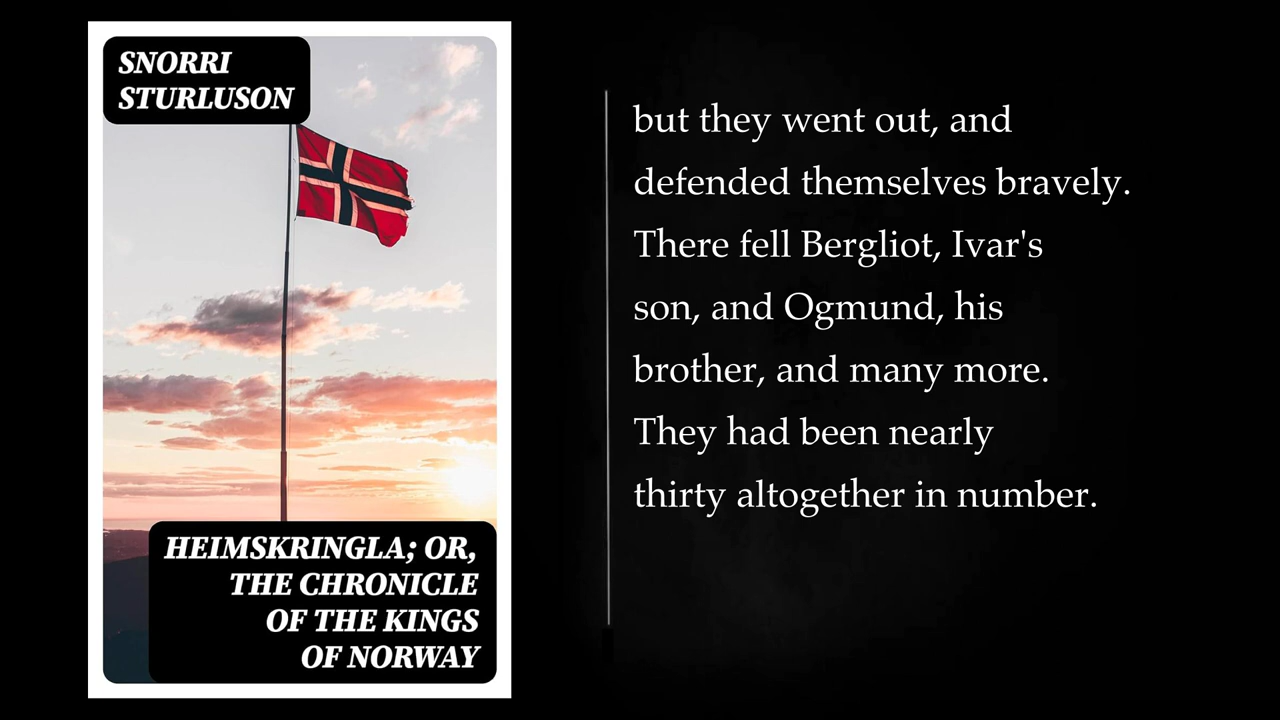 SNORRI
STURLUSON
HEIMSKRINGLA; OR,
THE CHRONICLE
OF THE KINGS
OF NORWAY
but they went out, and
defended themselves bravely.
There fell Bergliot, Ivar's
son, and Ogmund, his
brother, and many more.
They had been nearly
thirty altogether in number.